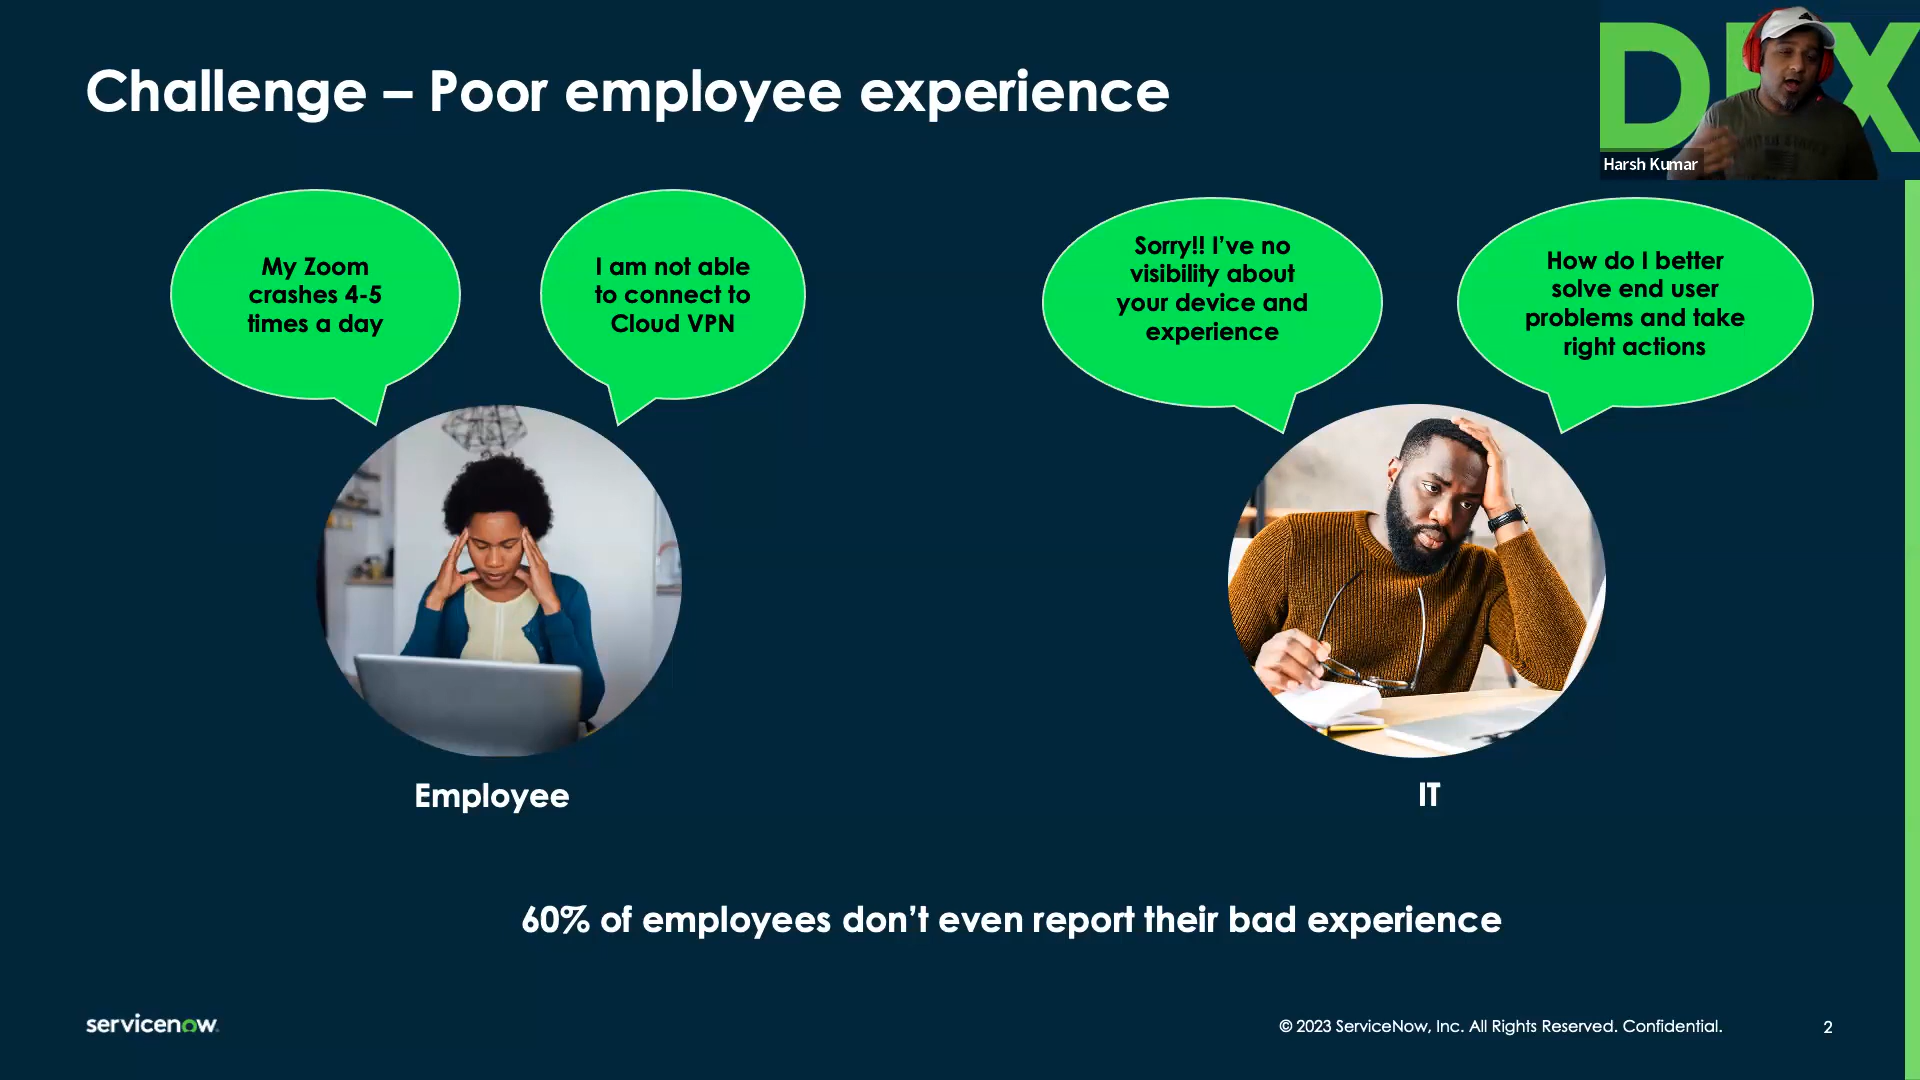 Challenge – Poor employee experience
Harsh Kumar
My Zoom
crashes 4-5
times a day
I am not able
to connect to
Cloud VPN
Sorry!! I’ve no
visibility about
your device and
experience
How do I better
solve end user
problems and take
right actions
Employee
IT
60% of employees don’t even report their bad experience
servicenow
© 2023 ServiceNow, Inc. All Rights Reserved. Confidential.
2